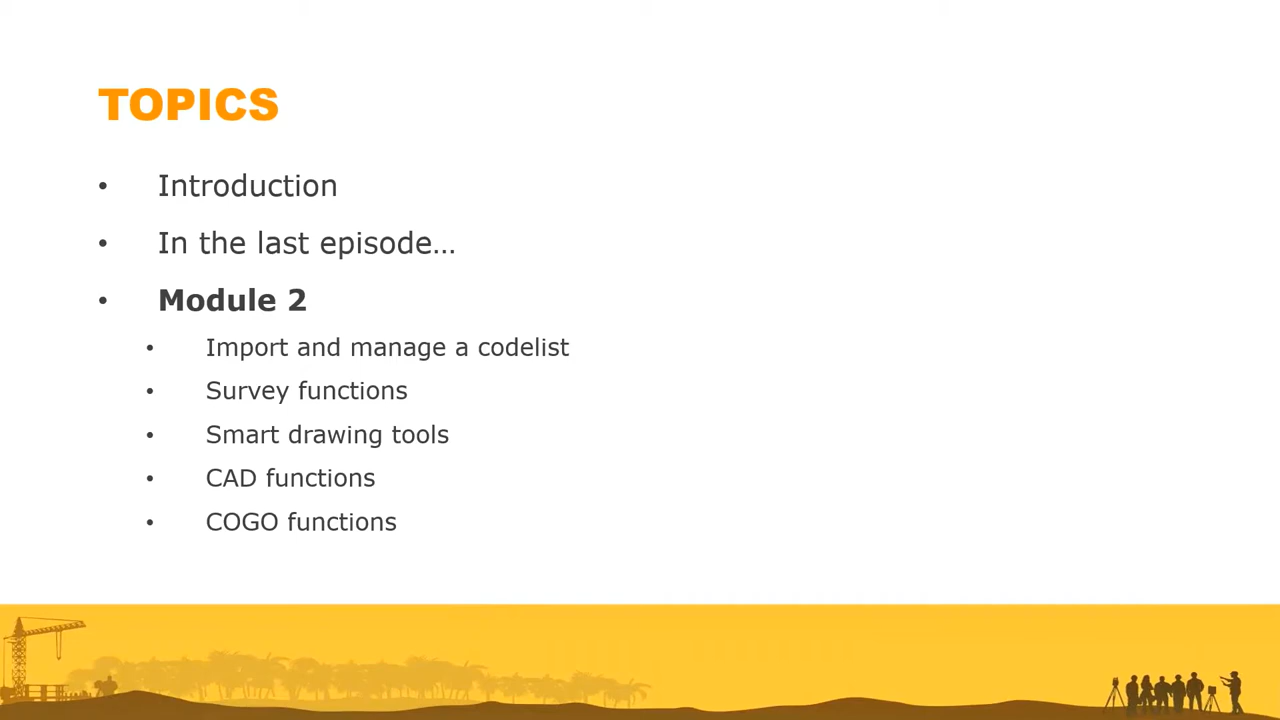 TOPICS
• Introduction
• In the last episode…
• Module 2
• Import and manage a codelist
• Survey functions
• Smart drawing tools
• CAD functions
• COGO functions